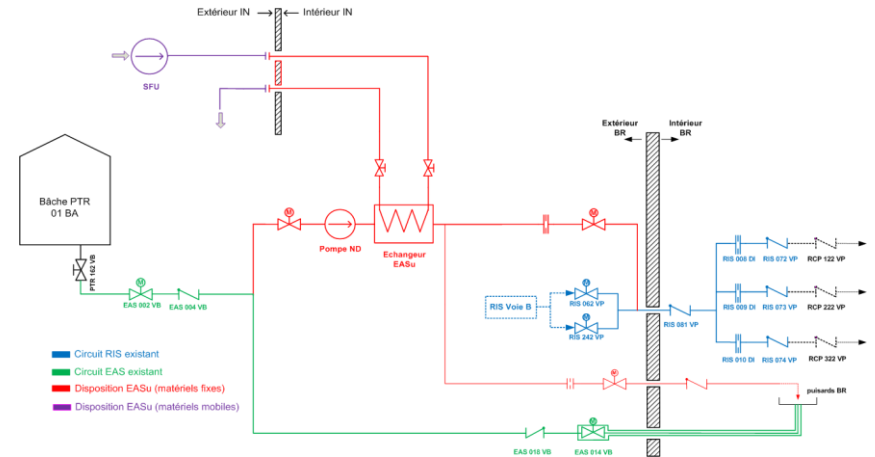 Extérieur IN
Intérieur IN
SFU
Bâche PTR
01 BA
PTR 162 VB
M
EAS 002 VB
EAS 004 VB
M
Pompe ND
Echangeur
EASu
M
Extérieur
BR
Intérieur
BR
RIS Voie B
M
RIS 062 VP
M
RIS 242 VP
RIS 081 VP
RIS 008 DI
RIS 072 VP
RCP 122 VP
RIS 009 DI
RIS 073 VP
RCP 222 VP
RIS 010 DI
RIS 074 VP
RCP 322 VP
M
puisards BR
Circuit RIS existant
Circuit EAS existant
Disposition EASu (matériels fixes)
Disposition EASu (matériels mobiles)
EAS 018 VB
M
EAS 014 VB